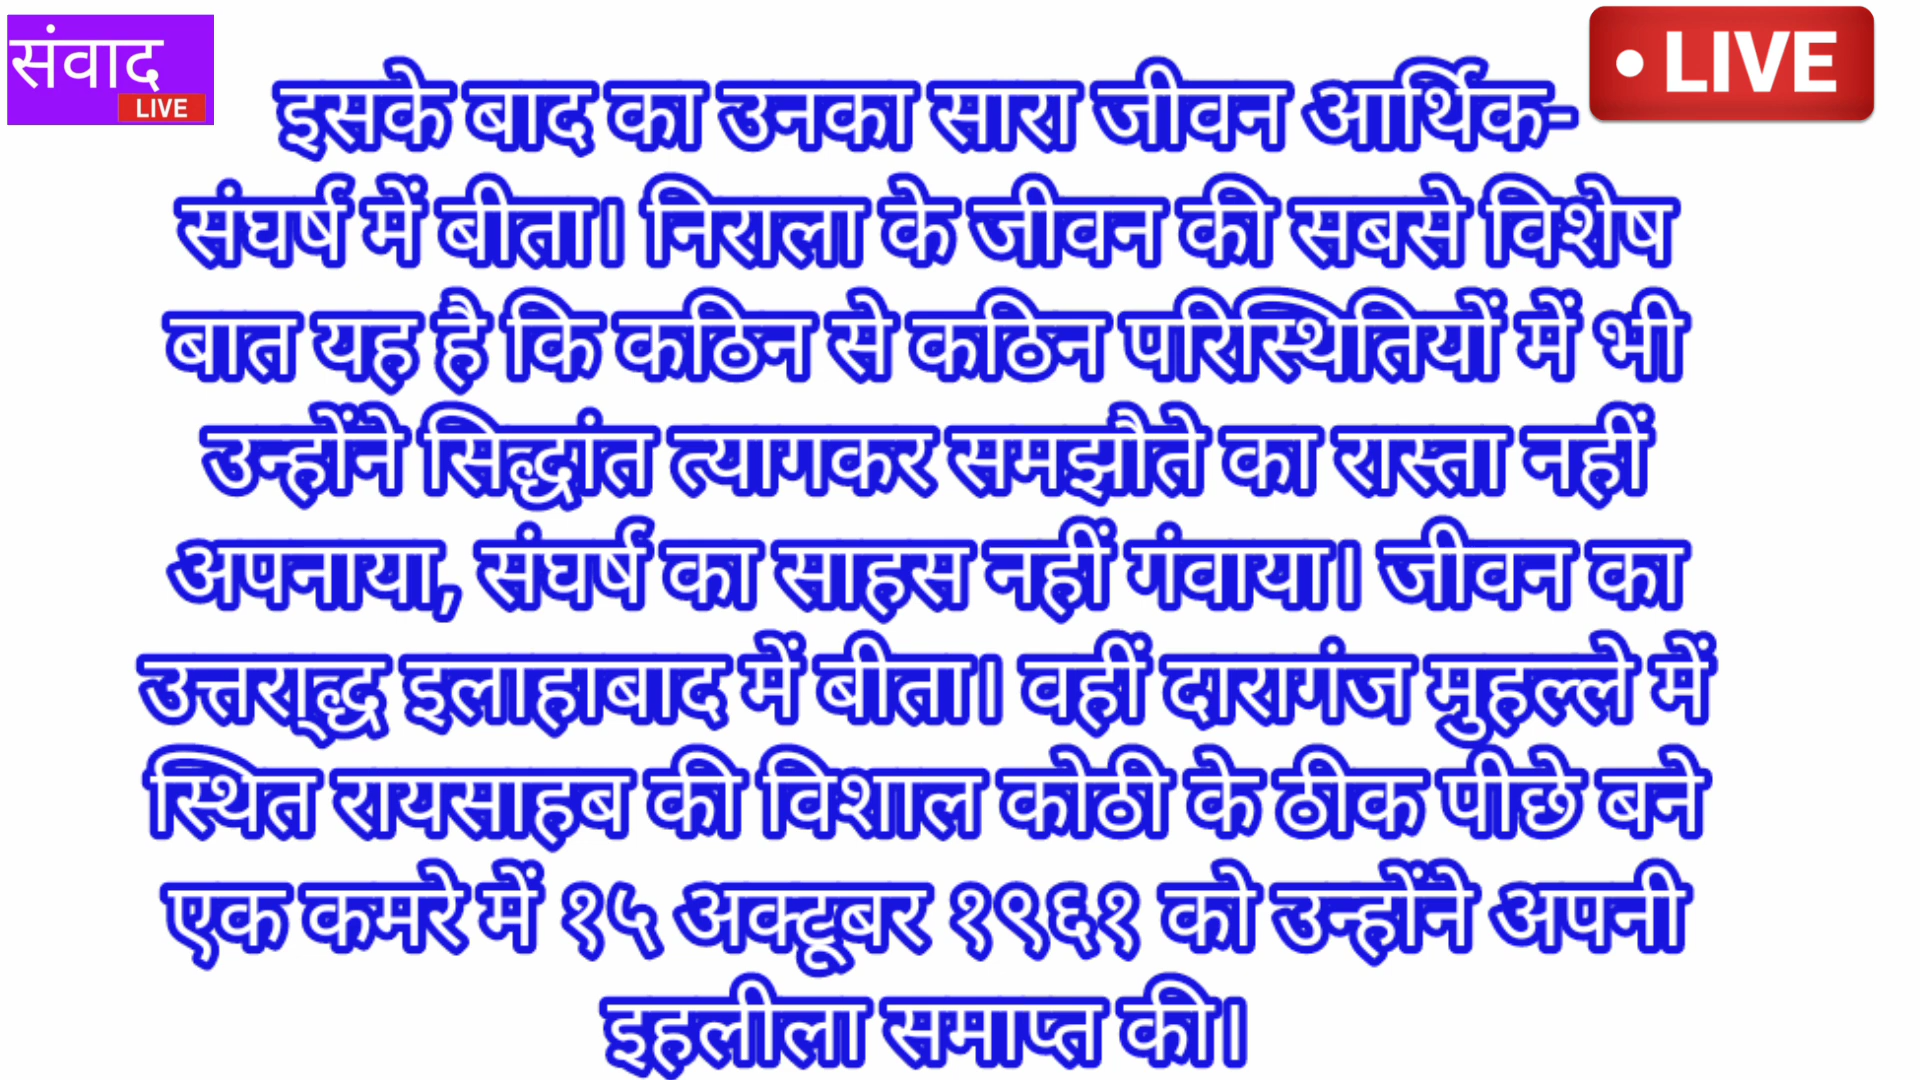 संवाद
LIVE
• LIVE
इसके बाद का उनका सारा जीवन आर्थिक-
संघर्ष में बीता। निराला के जीवन की सबसे विशेष
बात यह है कि कठिन से कठिन परिस्थितियों में भी
उन्होंने सिद्धांत त्यागकर समझौते का रास्ता नहीं
अपनाया, संघर्ष का साहस नहीं गंवाया। जीवन का
उत्तरा्द्ध इलाहाबाद में बीता। वहीं दारागंज मुहल्ले में
स्थित रायसाहब की विशाल कोठी के ठीक पीछे बने
एक कमरे में १५ अक्टूबर १९६१ को उन्होंने अपनी
इहलीला समाप्त की।